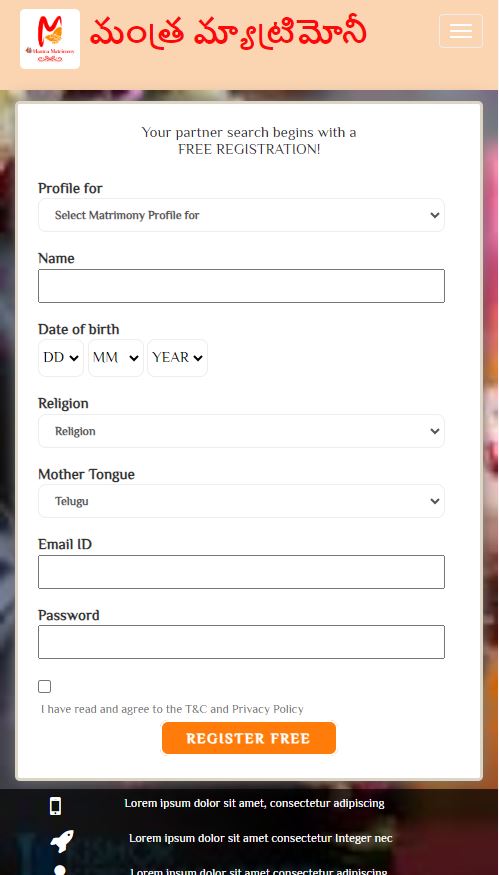 మంత్ర మ్యాట్రిమోనీ
Mantra Matrimony
Your partner search begins with a
FREE REGISTRATION!
Profile for
Select Matrimony Profile for
Name
Date of birth
DD MM YEAR
Religion
Religion
Mother Tongue
Telugu
Email ID
Password
I have read and agree to the T&C and Privacy Policy
REGISTER FREE
Lorem ipsum dolor sit amet, consectetur adipiscing
Lorem ipsum dolor sit amet consectetur Integer nec
Lorem ipsum dolor sit amet, consectetur adipiscing